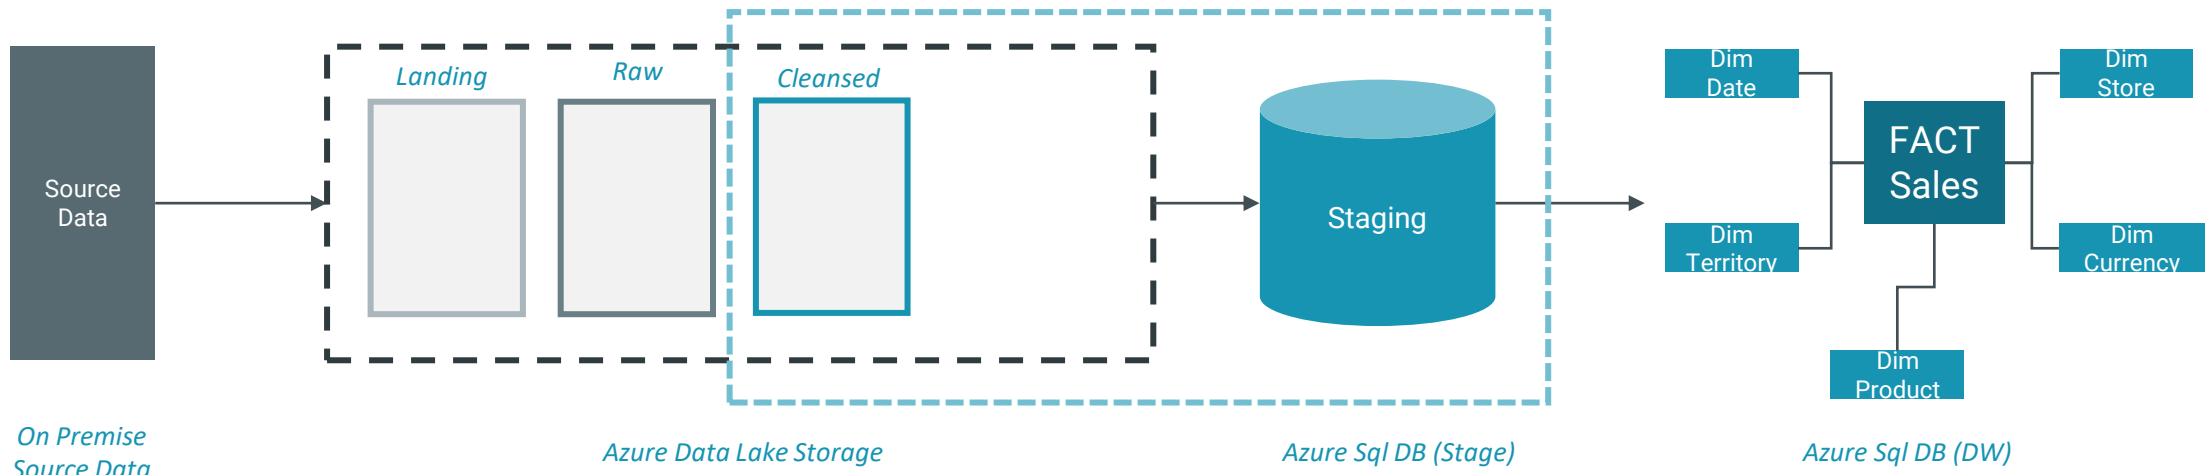 Source
Data
Landing
Raw
Cleansed
Staging
Dim
Date
Dim
Store
FACT
Sales
Dim
Territory
Dim
Currency
Dim
Product
On Premise
Source Data
Azure Data Lake Storage
Azure Sql DB (Stage)
Azure Sql DB (DW)